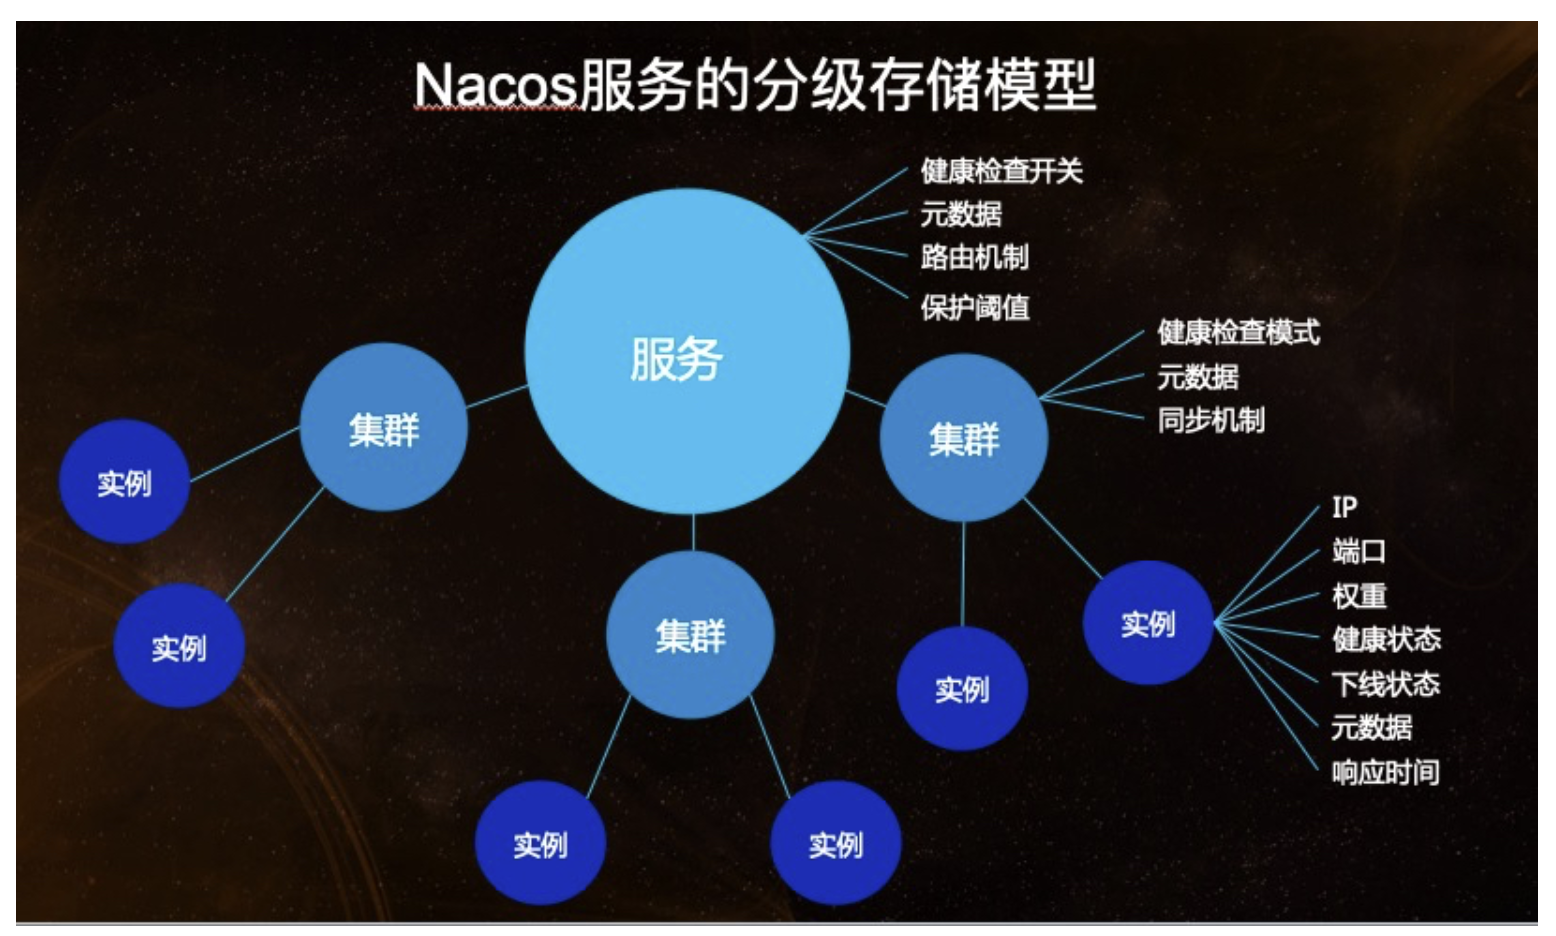 Nacos服务的分级存储模型
健康检查开关
元数据
路由机制
保护阈值
服务
健康检查模式
元数据
同步机制
集群
集群
实例
IP
端口
权重
健康状态
下线状态
元数据
响应时间
实例
集群
实例
实例
实例
实例